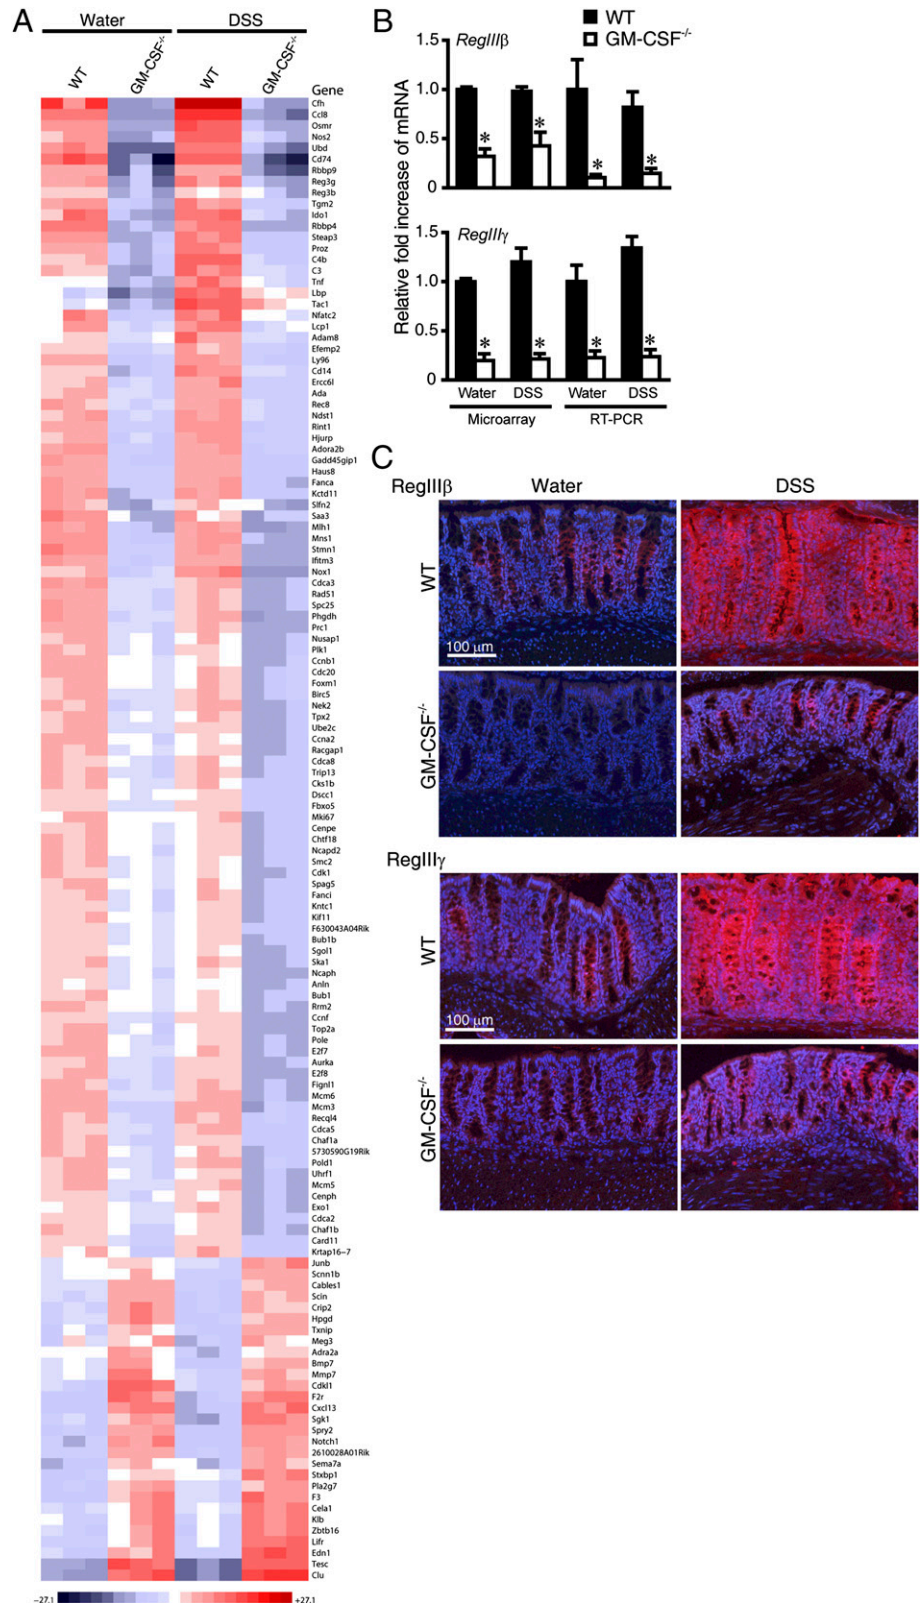 A
Water
DSS
WT
GM-CSF-/-
WT
GM-CSF-/-
Gene
Cfh
Ccl8
Osmr
Nos2
Ubd
Cd74
Rbbp9
Reg3g
Reg3b
Tgm2
Ido1
Rbbp4
Steap3
Proz
C4b
C3
Tnf
Lbp
Tac1
Nfatc2
Lcp1
Adam8
Efemp2
Ly96
Cd14
Ercc6l
Ada
Rec8
Ndst1
Rint1
Hjurp
Adora2b
Gadd45gip1
Haus8
Fanca
Kctd11
Slfn2
Saa3
Mlh1
Mns1
Stmn1
Ifitm3
Nox1
Cdca3
Rad51
Spc25
Phgdh
Prc1
Nusap1
Plk1
Ccnb1
Cdc20
Foxm1
Birc5
Nek2
Tpx2
Ube2c
Ccna2
Racgap1
Cdca8
Trip13
Cks1b
Dscc1
Fbxo5
Mki67
Cenpe
Chtf18
Ncapd2
Smc2
Cdk1
Spag5
Fanci
Kntc1
Kif11
F630043A04Rik
Bub1b
Sgol1
Ska1
Ncaph
Anln
Bub1
Rrm2
Ccnf
Top2a
Pole
E2f7
Aurka
E2f8
Fignl1
Mcm6
Mcm3
Recql4
Cdca5
Chaf1a
5730590G19Rik
Pold1
Uhrf1
Mcm5
Cenph
Exo1
Cdca2
Chaf1b
Card11
Krtap16-7
Junb
Scnn1b
Cables1
Scin
Crip2
Hpgd
Txnip
Meg3
Adra2a
Bmp7
Mmp7
Cdkl1
F2r
Cxcl13
Sgk1
Spry2
Notch1
2610028A01Rik
Sema7a
Stxbp1
Pla2g7
F3
Cela1
Klb
Zbtb16
Lifr
Edn1
Tesc
Clu
-27.1
+27.1
B
WT
GM-CSF-/-
Relative fold increase of mRNA
1.5
1.0
0.5
0
RegIIIβ
* * * *
1.5
1.0
0.5
0
RegIIIγ
* * * *
Water DSS Water DSS
Microarray RT-PCR
C
RegIIIβ
Water
DSS
WT
100 µm
GM-CSF-/-
RegIIIγ
WT
100 µm
GM-CSF-/-